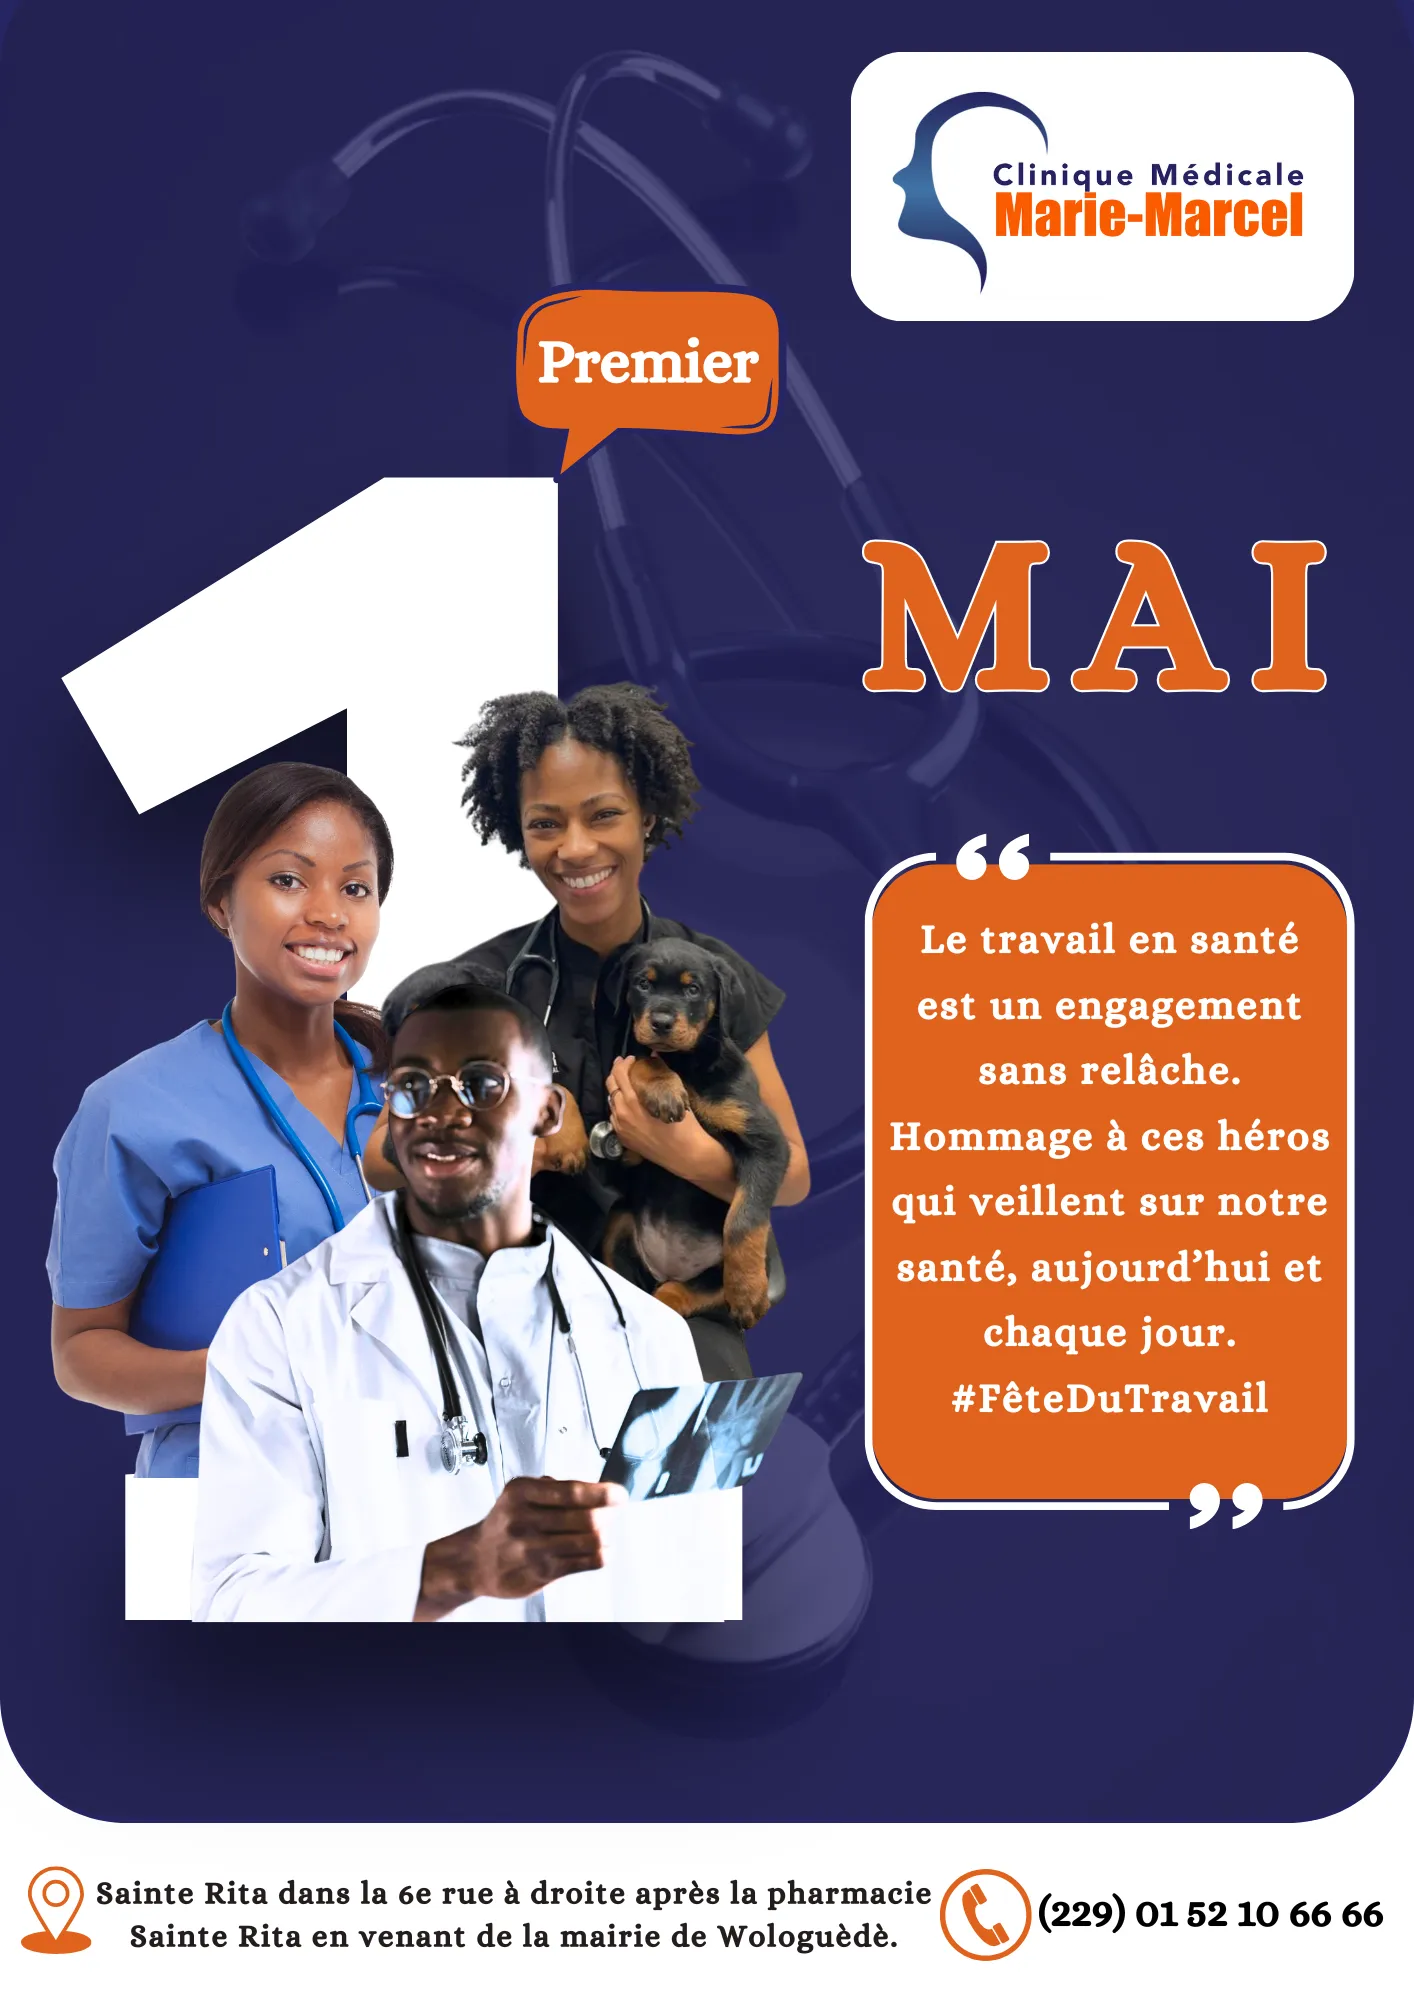 Clinique Médicale
Marie-Marcel
Premier
1
MAI
Le travail en santé
est un engagement
sans relâche.
Hommage à ces héros
qui veillent sur notre
santé, aujourd’hui et
chaque jour.
#FêteDuTravail
Sainte Rita dans la 6e rue à droite après la pharmacie
Sainte Rita en venant de la mairie de Wologuèdè.
(229) 01 52 10 66 66